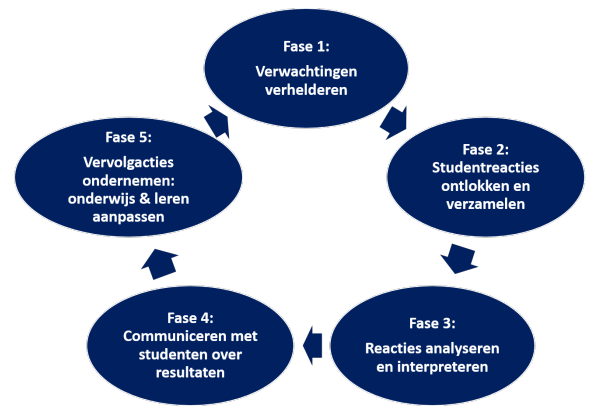 Fase 1:
Verwachtingen
verhelderen
Fase 2:
Studentreacties
ontlokken en
verzamelen
Fase 3:
Reacties analyseren
en interpreteren
Fase 4:
Communiceren met
studenten over
resultaten
Fase 5:
Vervolgacties
ondernemen:
onderwijs & leren
aanpassen